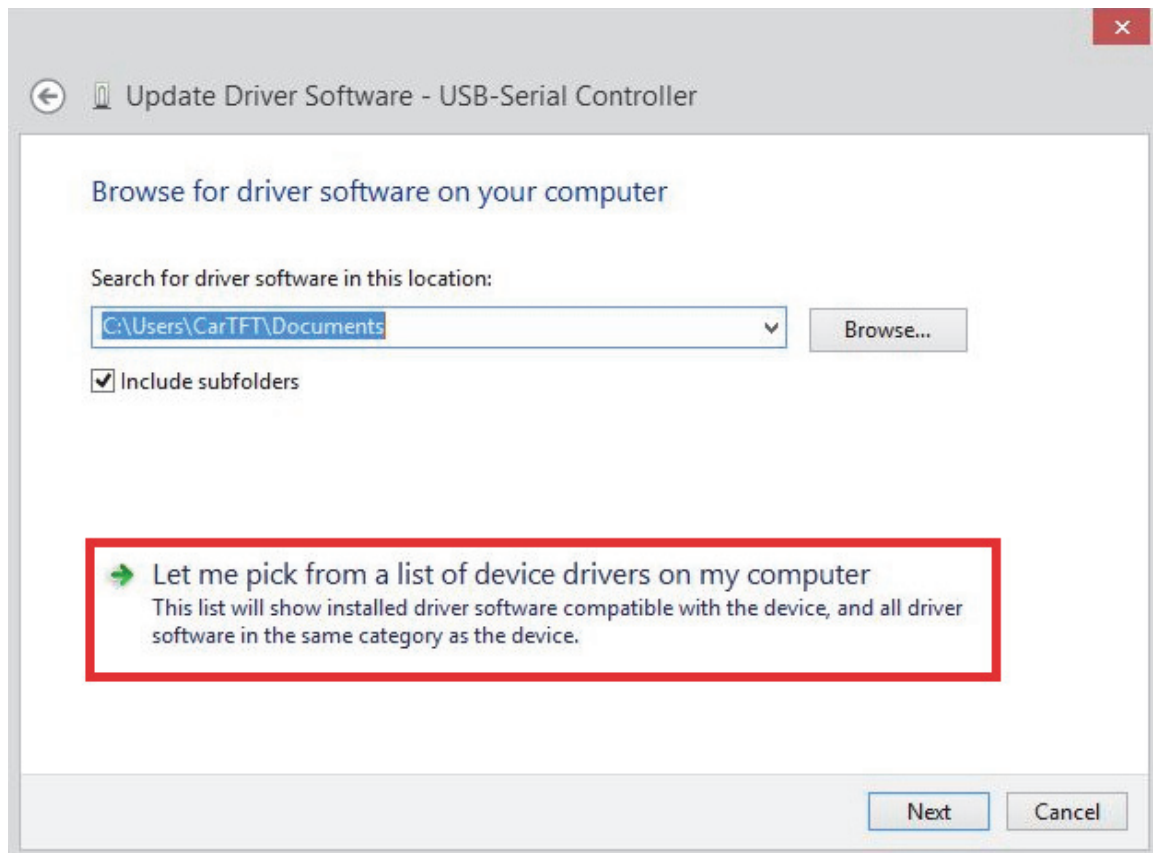 Update Driver Software - USB-Serial Controller
Browse for driver software on your computer
Search for driver software in this location:
C:\Users\CarTFT\Documents
Browse...
Include subfolders
Let me pick from a list of device drivers on my computer
This list will show installed driver software compatible with the device, and all driver
software in the same category as the device.
Next
Cancel